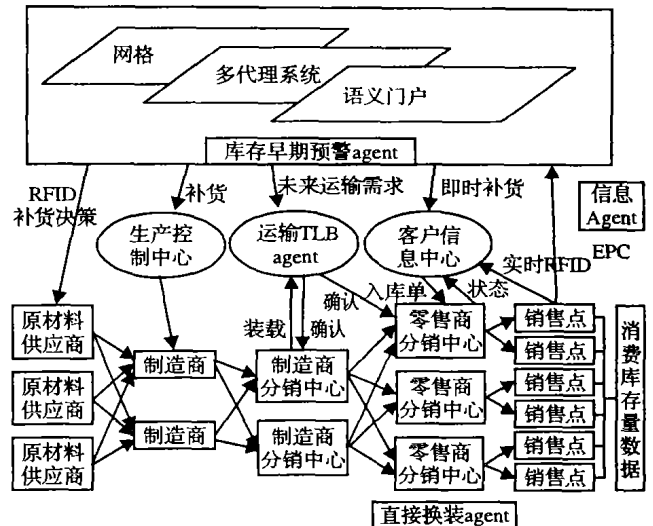 网格
多代理系统
语义门户
库存早期预警agent
RFID
补货决策
补货
未来运输需求
即时补货
信息
Agent
EPC
生产控
制中心
运输TLB
agent
客户信
息中心
实时RFID
确认
入库单
状态
装载
确认
原材料
供应商
原材料
供应商
原材料
供应商
制造商
制造商
制造商
分销中心
制造商
分销中心
零售商
分销中心
零售商
分销中心
零售商
分销中心
销售点
销售点
销售点
销售点
销售点
销售点
消费库存量数据
直接换装agent